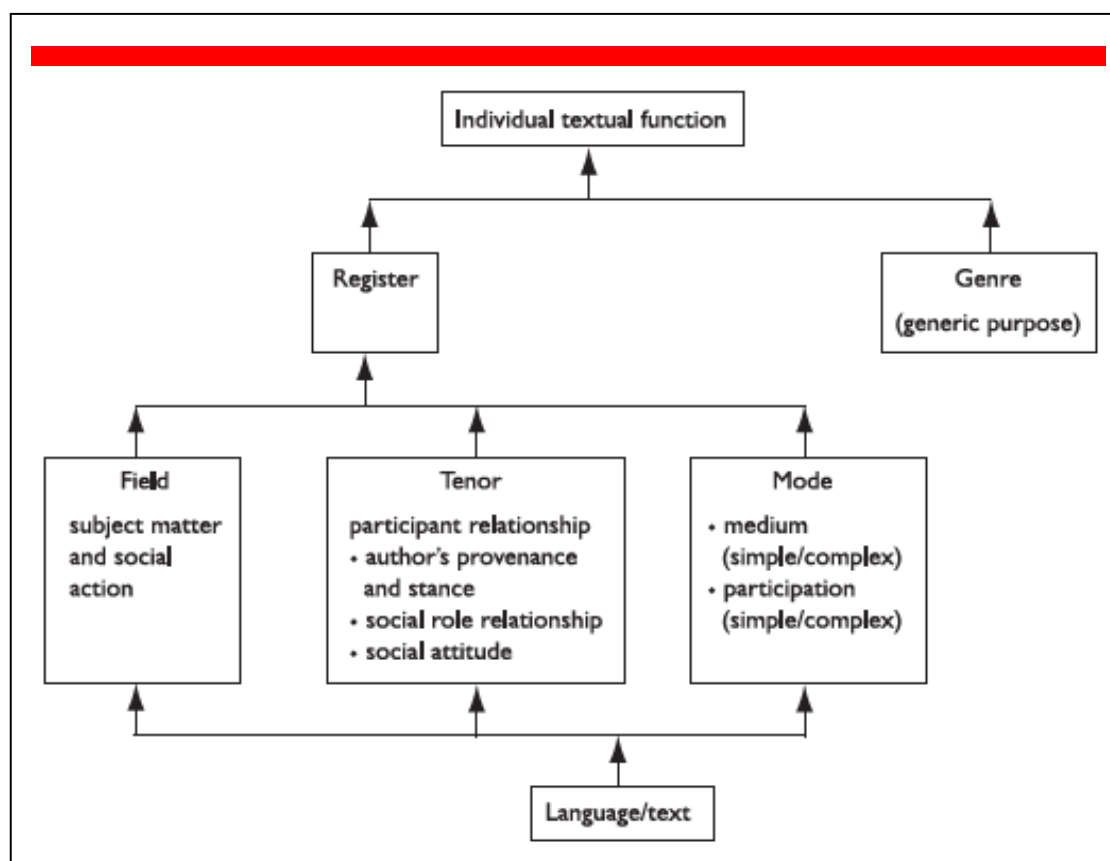 Individual textual function
Register
Genre
(generic purpose)
Field
subject matter
and social
action
Tenor
participant relationship
• author's provenance
and stance
• social role relationship
• social attitude
Mode
• medium
(simple/complex)
• participation
(simple/complex)
Language/text